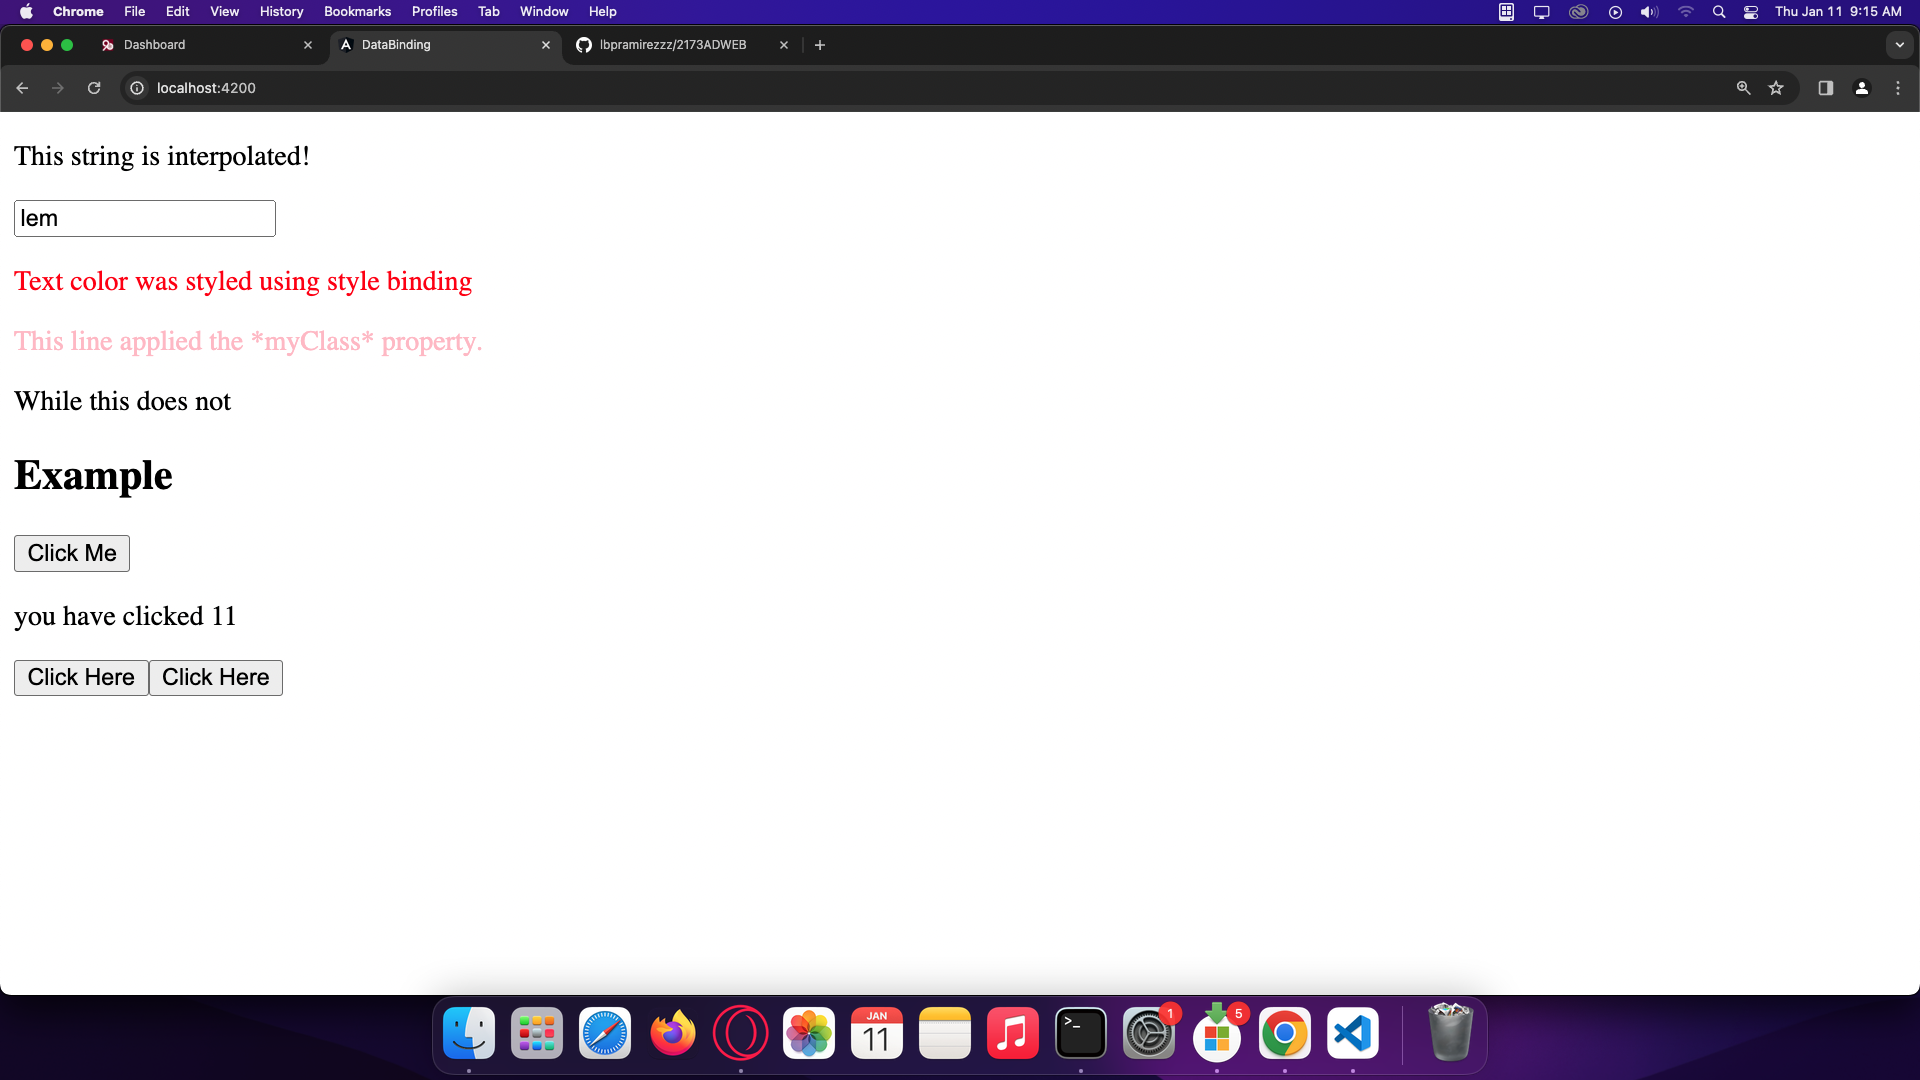 Chrome File Edit View History Bookmarks Profiles Tab Window Help Thu Jan 11 9:15 AM
Dashboard DataBinding lbpramirezzz/2173ADWEB
localhost:4200
This string is interpolated!
lem
Text color was styled using style binding
This line applied the *myClass* property.
While this does not
Example
Click Me
you have clicked 11
Click Here Click Here
JAN
11
>_
1
5